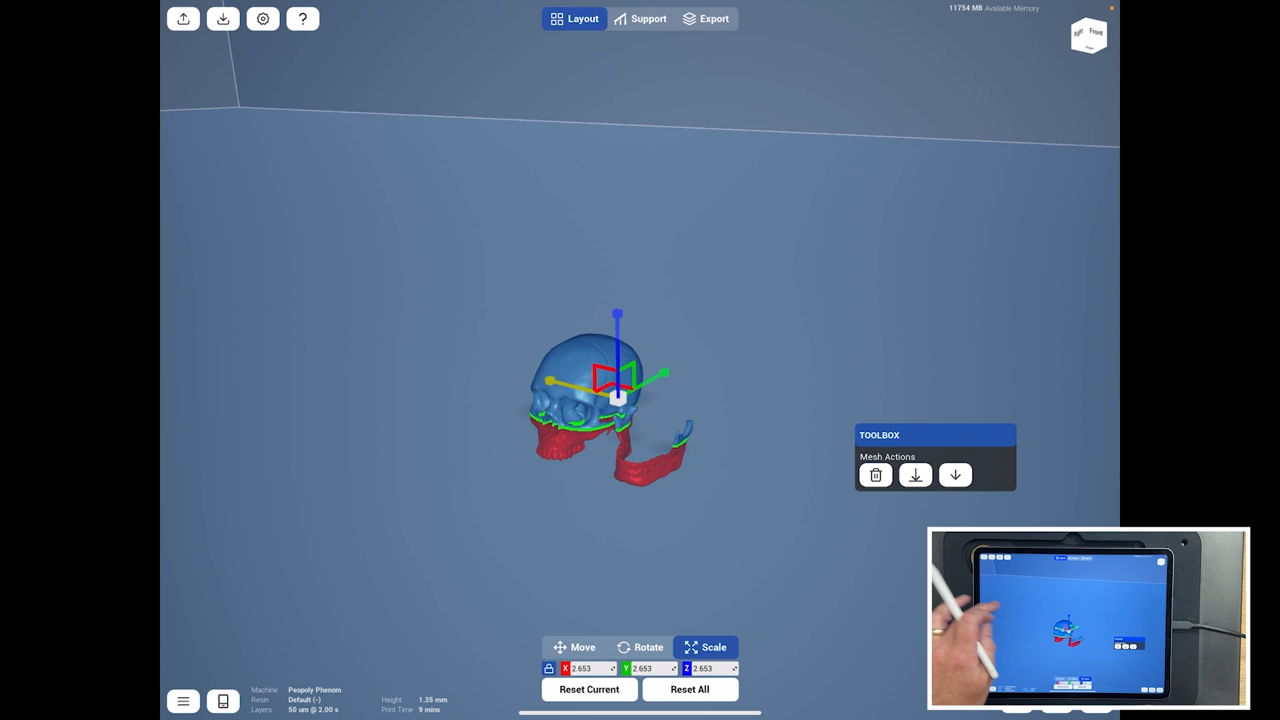 Layout
Support
Export
11754 MB Available Memory
?
Right
Front
TOOLBOX
Mesh Actions
Move
Rotate
Scale
X 2.653
Y 2.653
Z 2.653
Reset Current
Reset All
Machine Peopoly Phenom
Resin Default (-)
Layers 50 um @ 2.00 s
Height 1.35 mm
Print Time 9 mins